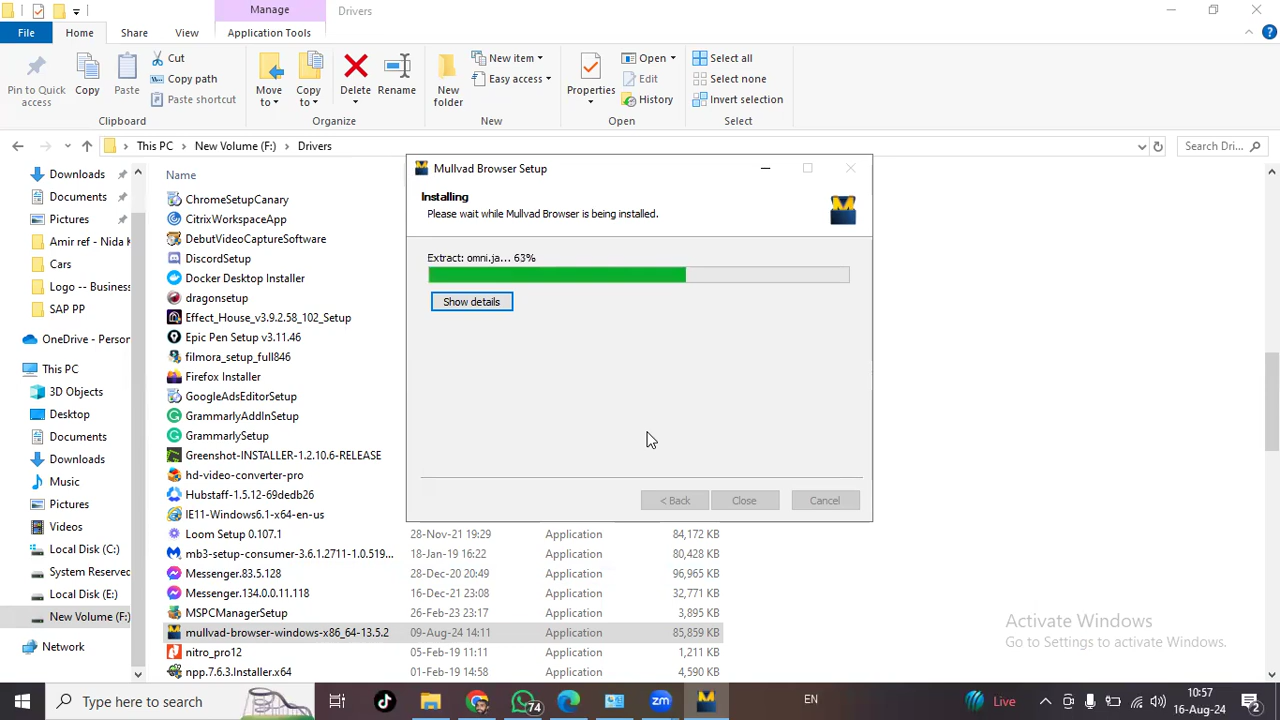 Manage
Drivers
File
Home
Share
View
Application Tools
Pin to Quick access
Copy
Paste
Cut
Copy path
Paste shortcut
Clipboard
Move to
Copy to
Delete
Rename
Organize
New folder
New item
Easy access
New
Properties
Open
Edit
History
Open
Select all
Select none
Invert selection
Select
This PC > New Volume (F:) > Drivers
Search Dri...
Downloads
Documents
Pictures
Amir ref - Nida K
Cars
Logo -- Business
SAP PP
OneDrive - Person
This PC
3D Objects
Desktop
Documents
Downloads
Music
Pictures
Videos
Local Disk (C:)
System Reserved
Local Disk (E:)
New Volume (F:)
Network
Name
ChromeSetupCanary
CitrixWorkspaceApp
DebutVideoCaptureSoftware
DiscordSetup
Docker Desktop Installer
dragonsetup
Effect_House_v3.9.2.58_102_Setup
Epic Pen Setup v3.11.46
filmora_setup_full846
Firefox Installer
GoogleAdsEditorSetup
GrammarlyAddInSetup
GrammarlySetup
Greenshot-INSTALLER-1.2.10.6-RELEASE
hd-video-converter-pro
Hubstaff-1.5.12-69dedb26
IE11-Windows6.1-x64-en-us
Loom Setup 0.107.1 28-Nov-21 19:29 Application 84,172 KB
mb3-setup-consumer-3.6.1.2711-1.0.519... 18-Jan-19 16:22 Application 80,428 KB
Messenger.83.5.128 28-Dec-20 20:49 Application 96,965 KB
Messenger.134.0.0.11.118 16-Dec-21 23:08 Application 32,771 KB
MSPCManagerSetup 26-Feb-23 23:17 Application 3,895 KB
mullvad-browser-windows-x86_64-13.5.2 09-Aug-24 14:11 Application 85,859 KB
nitro_pro12 05-Feb-19 11:11 Application 1,211 KB
npp.7.6.3.Installer.x64 01-Feb-19 14:58 Application 4,590 KB
Mullvad Browser Setup
Installing
Please wait while Mullvad Browser is being installed.
Extract: omni.ja... 63%
Show details
< Back
Close
Cancel
Activate Windows
Go to Settings to activate Windows.
Type here to search
74
zm
EN
Live
10:57
16-Aug-24
2